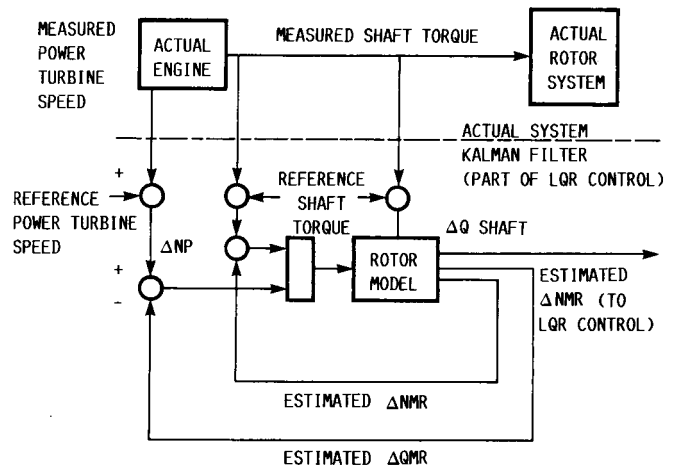 MEASURED
POWER
TURBINE
SPEED
ACTUAL
ENGINE
MEASURED SHAFT TORQUE
ACTUAL
ROTOR
SYSTEM
ACTUAL SYSTEM
KALMAN FILTER
(PART OF LQR CONTROL)
+
REFERENCE
POWER TURBINE
SPEED
REFERENCE
SHAFT
TORQUE
ΔNP
ΔQ SHAFT
+
−
ROTOR
MODEL
ESTIMATED
ΔNMR (TO
LQR CONTROL)
ESTIMATED ΔNMR
ESTIMATED ΔQMR